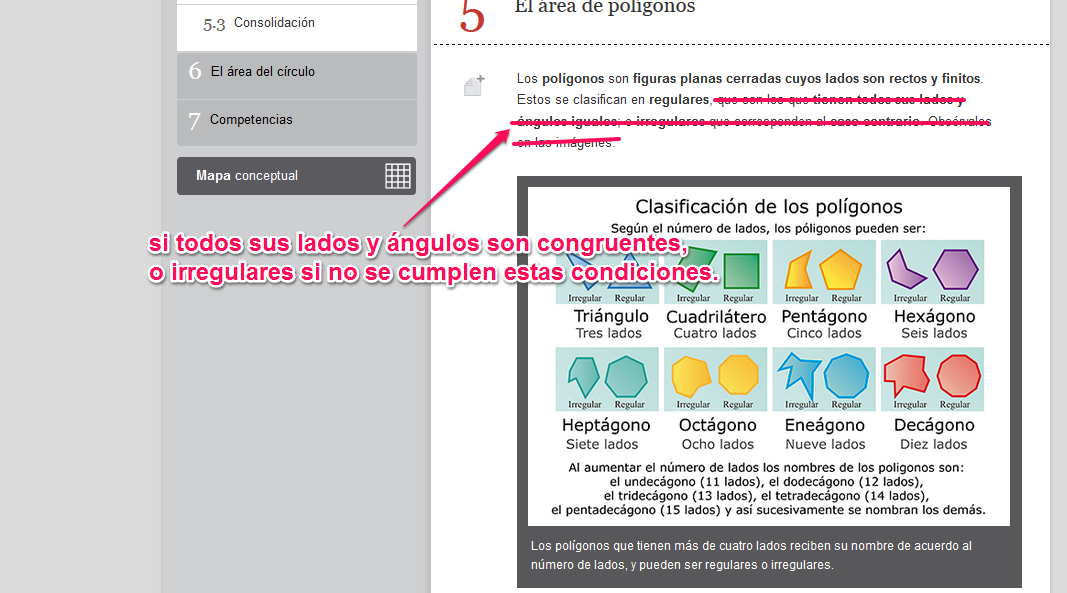 5.3 Consolidación
6 El área del círculo
7 Competencias
Mapa conceptual
5 El área de polígonos
Los polígonos son figuras planas cerradas cuyos lados son rectos y finitos.
Estos se clasifican en regulares, que son los que tienen todos sus lados y
ángulos iguales; o irregulares que corresponden al caso contrario. Obsérvalos
en las imágenes.
si todos sus lados y ángulos son congruentes,
o irregulares si no se cumplen estas condiciones.
Clasificación de los polígonos
Según el número de lados, los póligonos pueden ser:
Irregular Regular Irregular Regular Irregular Regular Irregular Regular
Triángulo Cuadrilátero Pentágono Hexágono
Tres lados Cuatro lados Cinco lados Seis lados
Irregular Regular Irregular Regular Irregular Regular Irregular Regular
Heptágono Octágono Eneágono Decágono
Siete lados Ocho lados Nueve lados Diez lados
Al aumentar el número de lados los nombres de los poligonos son:
el undecágono (11 lados), el dodecágono (12 lados),
el tridecágono (13 lados), el tetradecágono (14 lados),
el pentadecágono (15 lados) y así sucesivamente se nombran los demás.
Los polígonos que tienen más de cuatro lados reciben su nombre de acuerdo al
número de lados, y pueden ser regulares o irregulares.